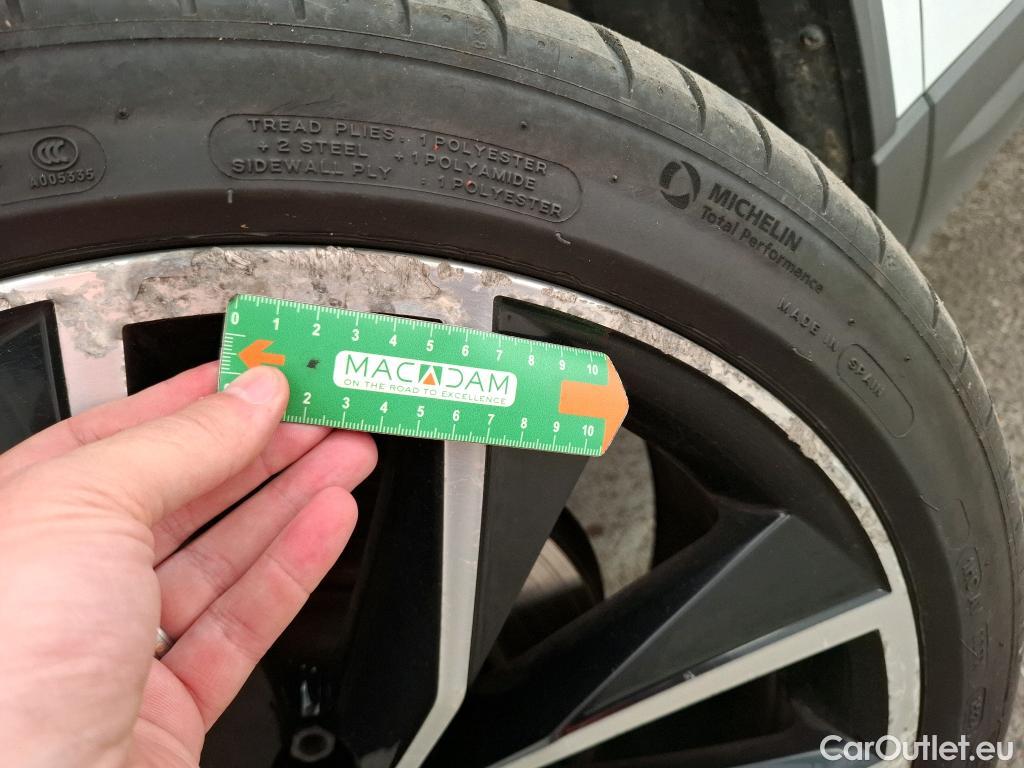 TREAD PLIES : 1 POLYESTER
+ 2 STEEL + 1 POLYAMIDE
SIDEWALL PLY : 1 POLYESTER
CCC
A005335
MICHELIN
Total Performance
MADE IN SPAIN
0 1 2 3 4 5 6 7 8 9 10
MACADAM
ON THE ROAD TO EXCELLENCE
2 3 4 5 6 7 8 9 10
CarOutlet.eu